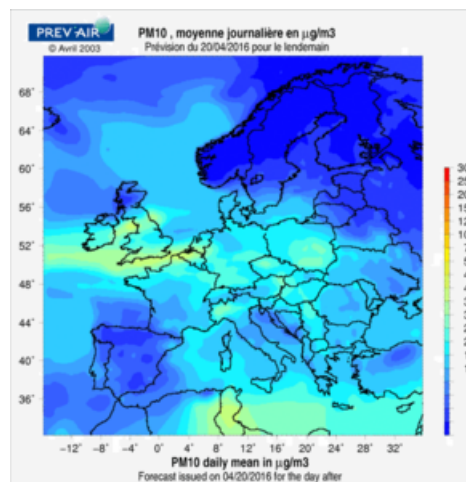 PREV'AIR
© Avril 2003
PM10 , moyenne journalière en µg/m3
Prévision du 20/04/2016 pour le lendemain
68°
64°
60°
56°
52°
48°
44°
40°
36°
−12° −8° −4° 0° 4° 8° 12° 16° 20° 24° 28° 32°
PM10 daily mean in µg/m3
Forecast issued on 04/20/2016 for the day after